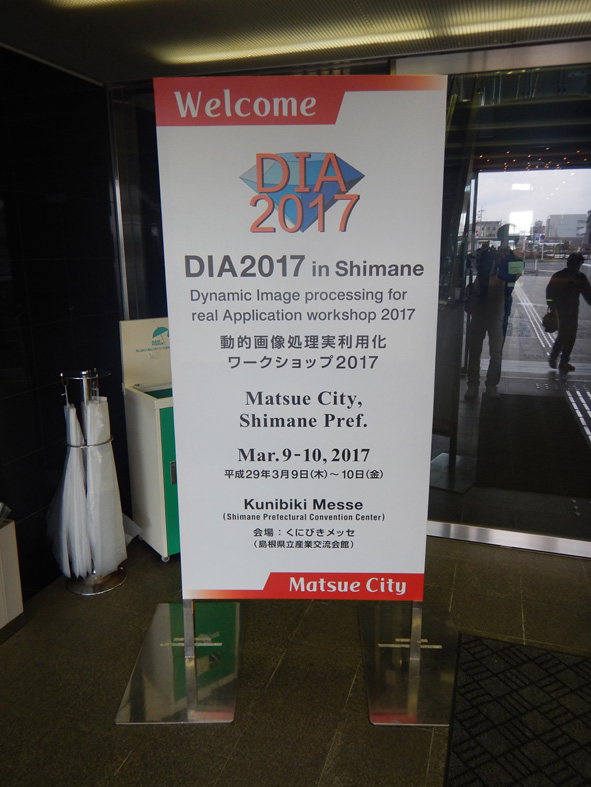 Welcome
DIA
2017
DIA2017 in Shimane
Dynamic Image processing for
real Application workshop 2017
動的画像処理実利用化
ワークショップ2017
Matsue City,
Shimane Pref.
Mar. 9-10, 2017
平成29年3月9日(木)～10日(金)
Kunibiki Messe
(Shimane Prefectural Convention Center)
会場：くにびきメッセ
(島根県立産業交流会館)
Matsue City